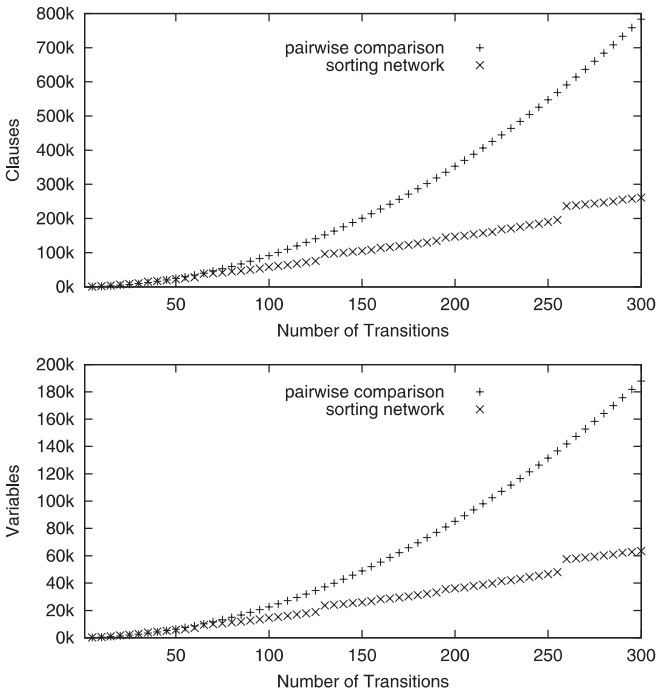 800k
700k
600k
500k
400k
300k
200k
100k
0k
Clauses
pairwise comparison +
sorting network ×
50 100 150 200 250 300
Number of Transitions
200k
180k
160k
140k
120k
100k
80k
60k
40k
20k
0k
Variables
pairwise comparison +
sorting network ×
50 100 150 200 250 300
Number of Transitions